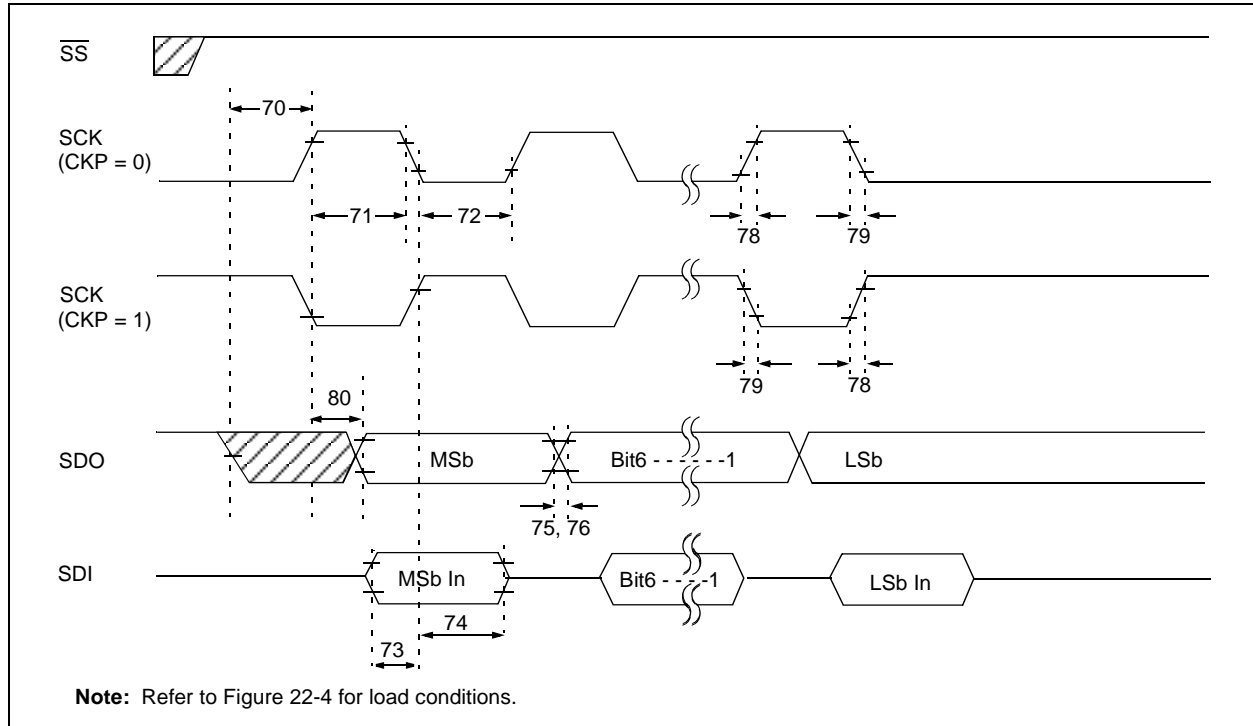 SS
70
SCK
(CKP = 0)
71
72
78
79
SCK
(CKP = 1)
79
78
80
SDO
MSb
Bit6 - - - - - -1
LSb
75, 76
SDI
MSb In
Bit6 - - - - -1
LSb In
74
73
Note: Refer to Figure 22-4 for load conditions.